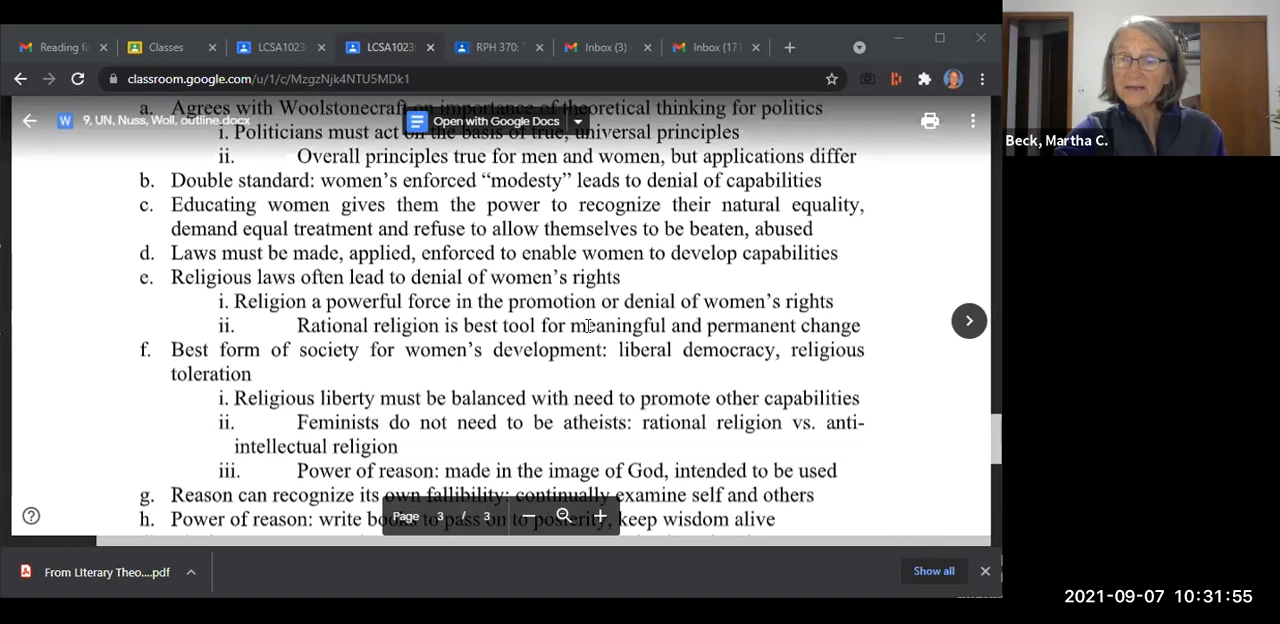 Reading fo
Classes
LCSA1023:
LCSA1023:
RPH 370:
Inbox (3) -
Inbox (171
classroom.google.com/u/1/c/MzgzNjk4NTU5MDk1
W 9, UN, Nuss, Woll, outline.docx
Open with Google Docs
a. Agrees with Woolstonecraft on importance of theoretical thinking for politics
i. Politicians must act on the basis of true, universal principles
ii. Overall principles true for men and women, but applications differ
b. Double standard: women's enforced "modesty" leads to denial of capabilities
c. Educating women gives them the power to recognize their natural equality,
demand equal treatment and refuse to allow themselves to be beaten, abused
d. Laws must be made, applied, enforced to enable women to develop capabilities
e. Religious laws often lead to denial of women's rights
i. Religion a powerful force in the promotion or denial of women's rights
ii. Rational religion is best tool for meaningful and permanent change
f. Best form of society for women's development: liberal democracy, religious
toleration
i. Religious liberty must be balanced with need to promote other capabilities
ii. Feminists do not need to be atheists: rational religion vs. anti-
intellectual religion
iii. Power of reason: made in the image of God, intended to be used
g. Reason can recognize its own fallibility: continually examine self and others
h. Power of reason: write books to pass on to posterity, keep wisdom alive
Page 3 / 3
From LIterary Theo....pdf
Show all
Beck, Martha C.
2021-09-07 10:31:55